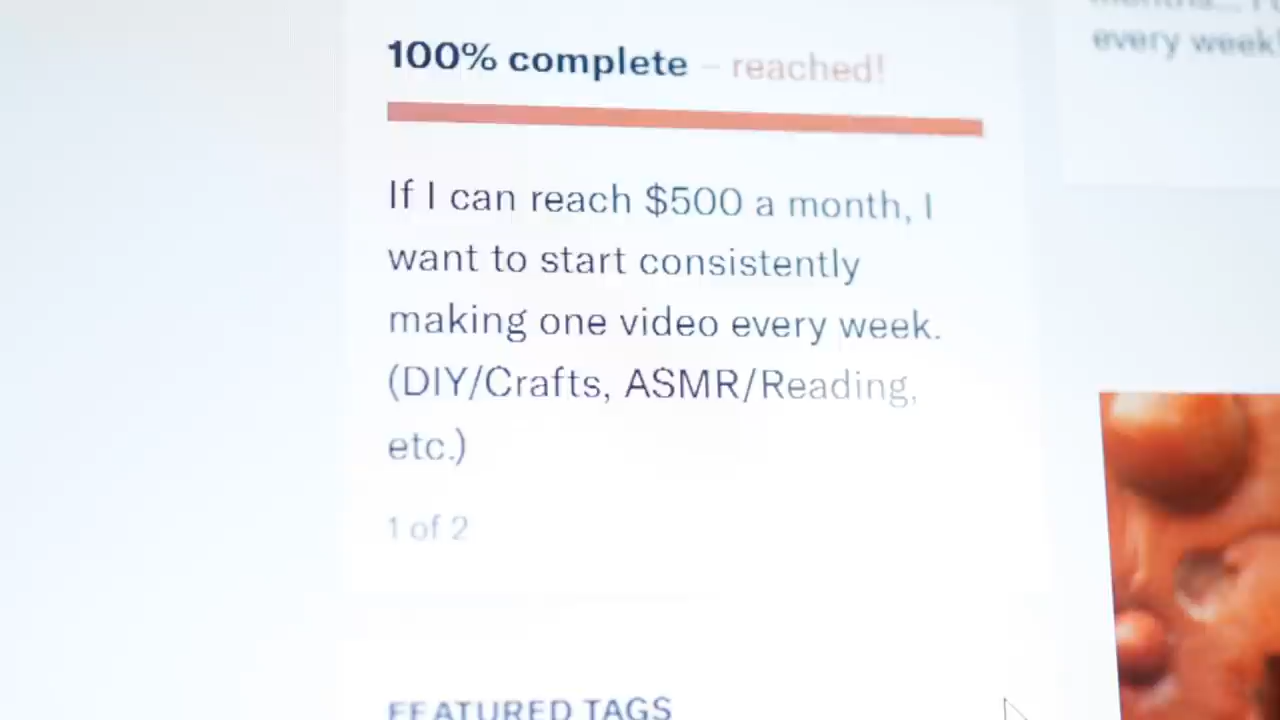 100% complete – reached!
every week!
If I can reach $500 a month, I
want to start consistently
making one video every week.
(DIY/Crafts, ASMR/Reading,
etc.)
1 of 2
FEATURED TAGS